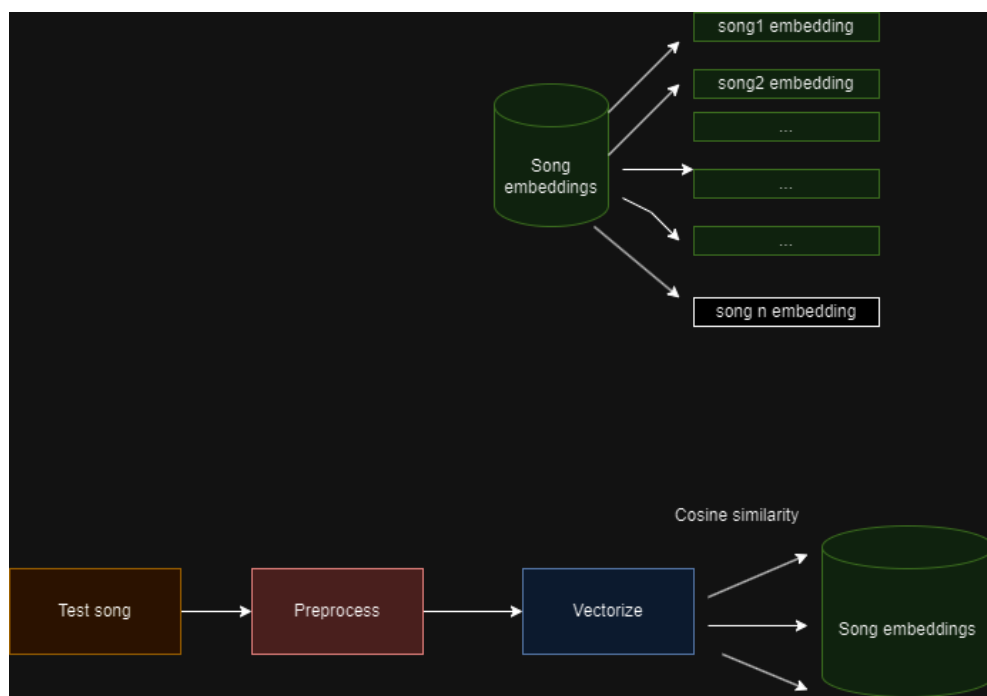 song1 embedding
song2 embedding
...
Song
embeddings
...
...
song n embedding
Cosine similarity
Test song
Preprocess
Vectorize
Song embeddings